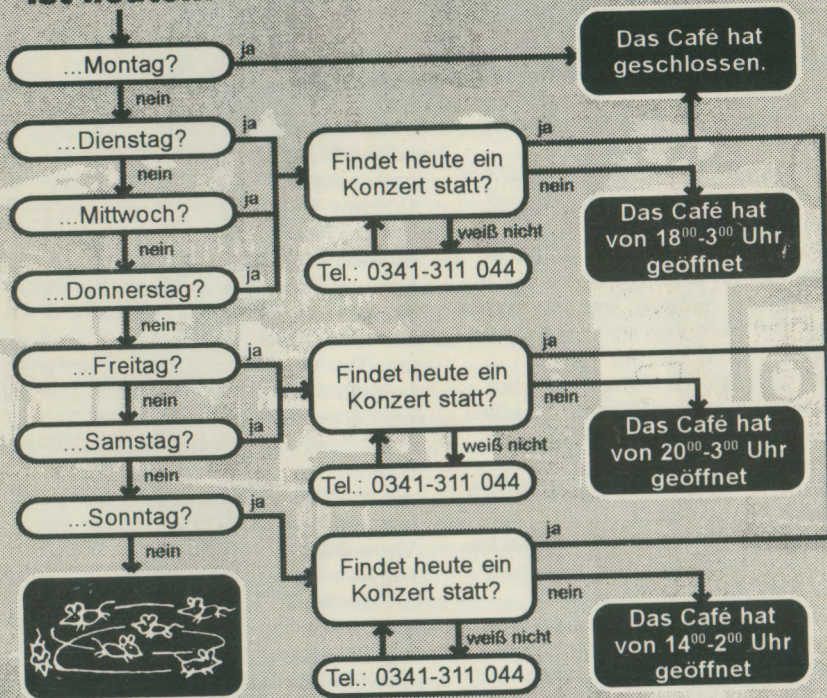 ...Montag?
ja
Das Café hat
geschlossen.
nein
...Dienstag?
ja
nein
...Mittwoch?
ja
nein
...Donnerstag?
ja
nein
Findet heute ein
Konzert statt?
ja
nein
weiß nicht
Tel.: 0341-311 044
Das Café hat
von 18⁰⁰-3⁰⁰ Uhr
geöffnet
...Freitag?
ja
nein
...Samstag?
ja
nein
Findet heute ein
Konzert statt?
ja
nein
weiß nicht
Tel.: 0341-311 044
Das Café hat
von 20⁰⁰-3⁰⁰ Uhr
geöffnet
...Sonntag?
ja
nein
Findet heute ein
Konzert statt?
ja
nein
weiß nicht
Tel.: 0341-311 044
Das Café hat
von 14⁰⁰-2⁰⁰ Uhr
geöffnet